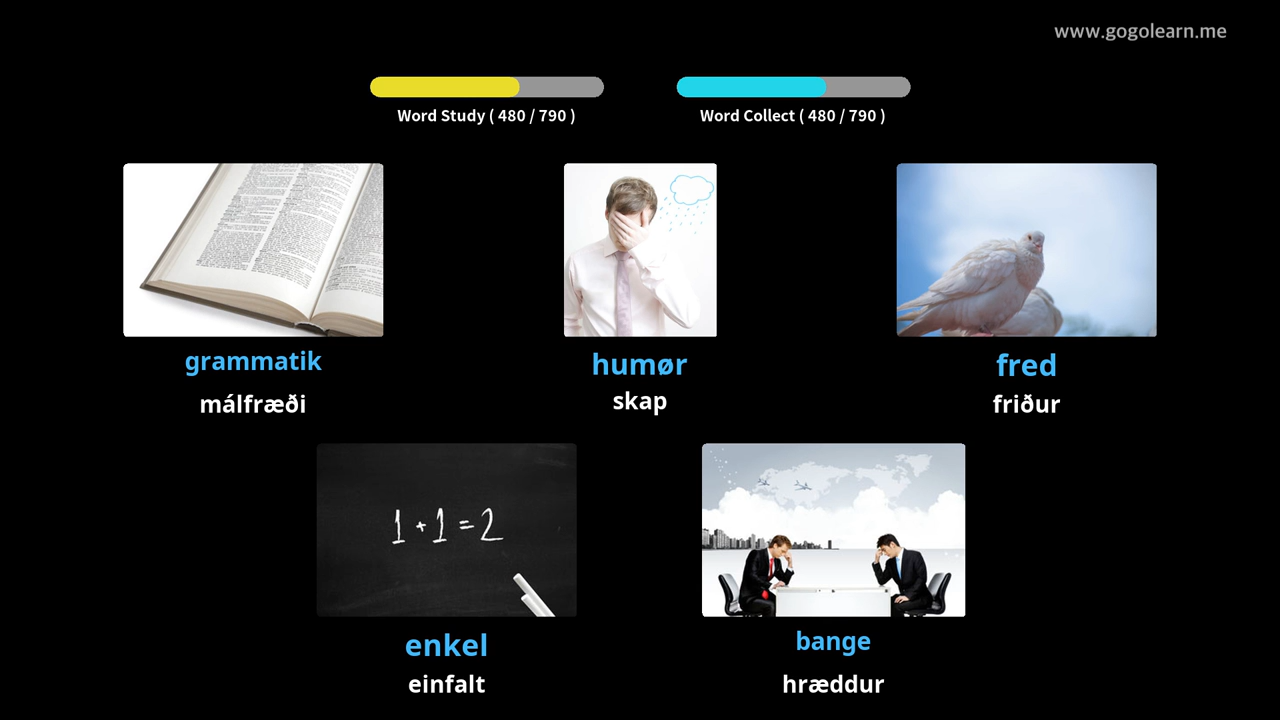 www.gogolearn.me
Word Study ( 480 / 790 )
Word Collect ( 480 / 790 )
grammatik
málfræði
humør
skap
fred
friður
1 + 1 = 2
enkel
einfalt
bange
hræddur